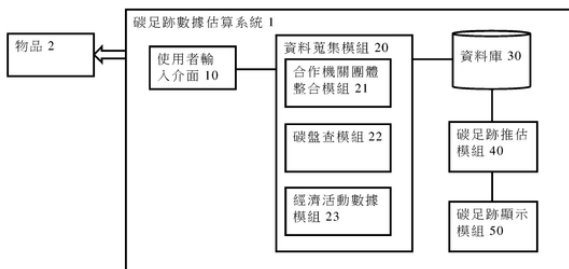 碳足跡數據估算系統 1
物品 2
使用者輸
入介面 10
資料蒐集模組 20
合作機關團體
整合模組 21
碳盤查模組 22
經濟活動數據
模組 23
資料庫 30
碳足跡推估
模組 40
碳足跡顯示
模組 50